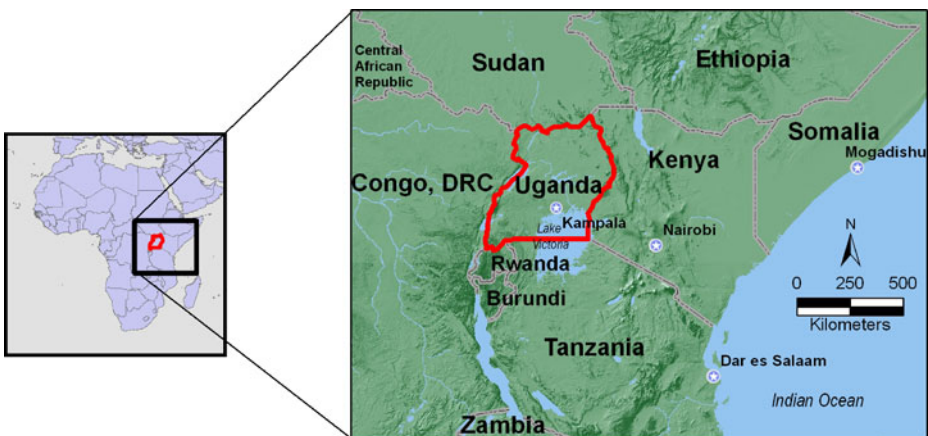 Central
African
Republic
Sudan
Ethiopia
Somalia
Mogadishu
Kenya
Congo, DRC
Uganda
Kampala
Lake
Victoria
Nairobi
N
Rwanda
Burundi
0 250 500
Kilometers
Tanzania
Dar es Salaam
Indian Ocean
Zambia